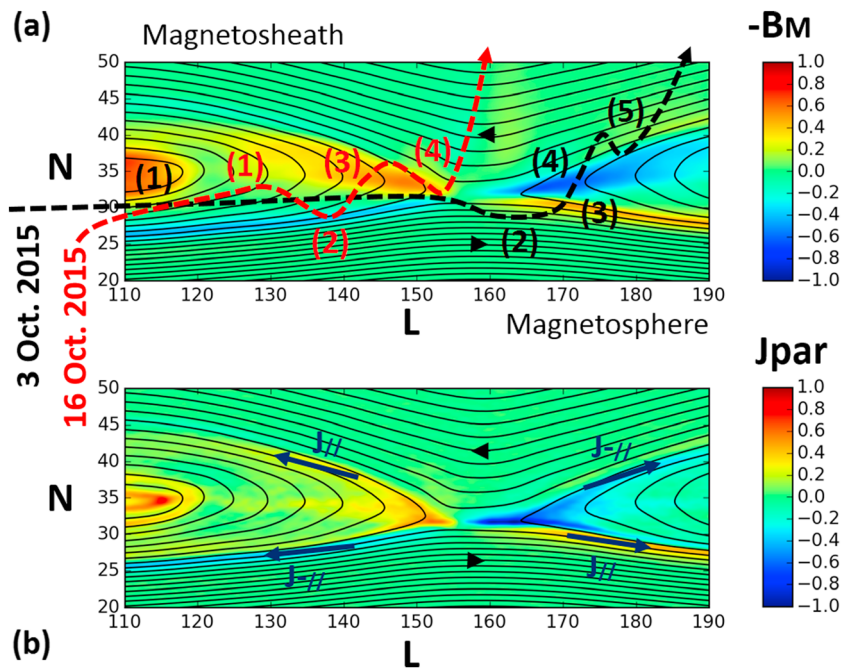 (a)
Magnetosheath
-BM
50
45
40
35
30
25
20
N
(1)
(1)
(2)
(3)
(4)
(2)
(3)
(4)
(5)
110 120 130 140 150 160 170 180 190
L
Magnetosphere
3 Oct. 2015
16 Oct. 2015
1.0
0.8
0.6
0.4
0.2
0.0
−0.2
−0.4
−0.6
−0.8
−1.0
Jpar
50
45
40
35
30
25
20
N
J//
J-//
J-//
J//
110 120 130 140 150 160 170 180 190
L
1.0
0.8
0.6
0.4
0.2
0.0
−0.2
−0.4
−0.6
−0.8
−1.0
(b)